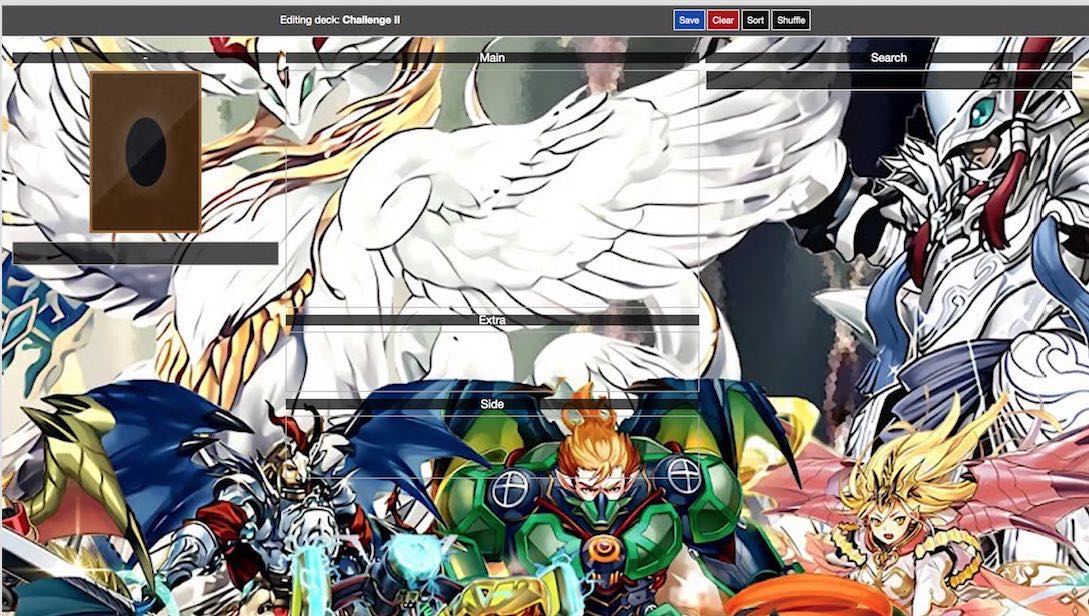 Editing deck: Challenge II
Save Clear Sort Shuffle
-
Main
Search
Extra
Side